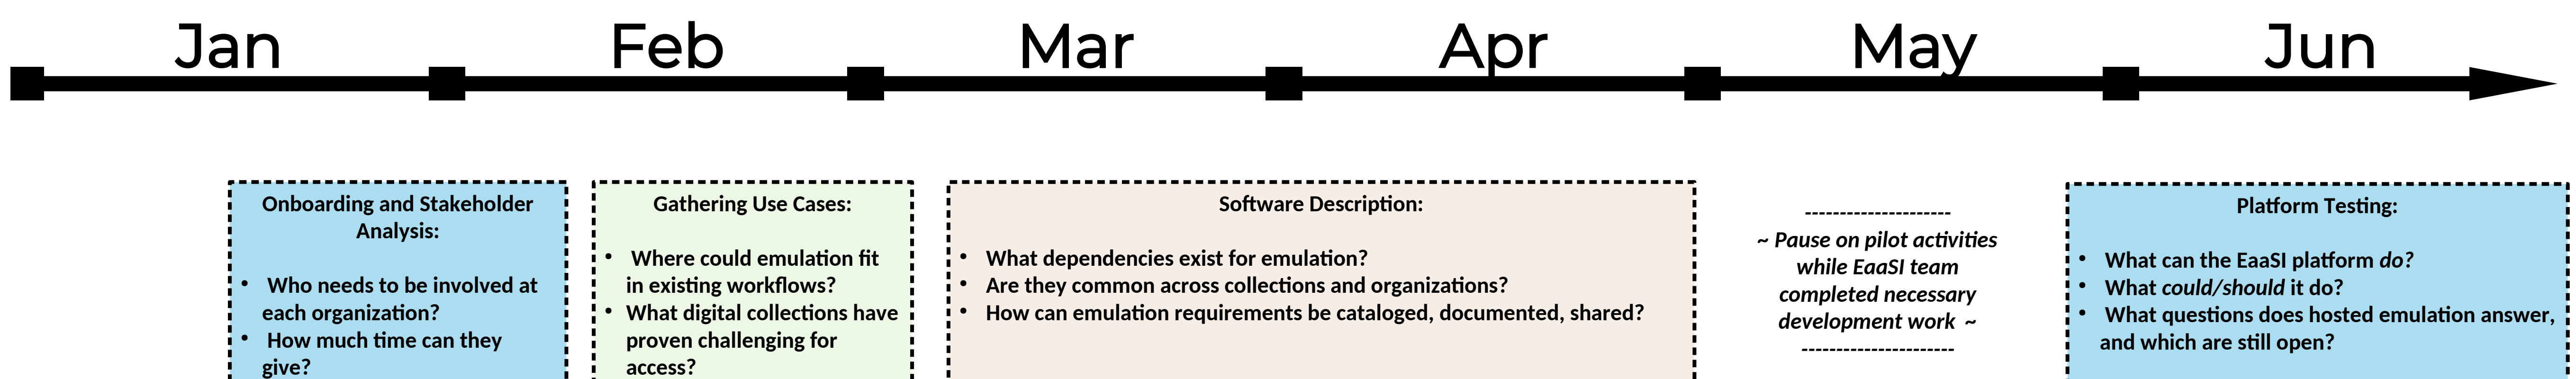 Jan Feb Mar Apr May Jun
Onboarding and Stakeholder
Analysis:
• Who needs to be involved at
each organization?
• How much time can they
give?
Gathering Use Cases:
• Where could emulation fit
in existing workflows?
• What digital collections have
proven challenging for
access?
Software Description:
• What dependencies exist for emulation?
• Are they common across collections and organizations?
• How can emulation requirements be cataloged, documented, shared?
---------------------
~ Pause on pilot activities
while EaaSI team
completed necessary
development work ~
----------------------
Platform Testing:
• What can the EaaSI platform do?
• What could/should it do?
• What questions does hosted emulation answer,
and which are still open?